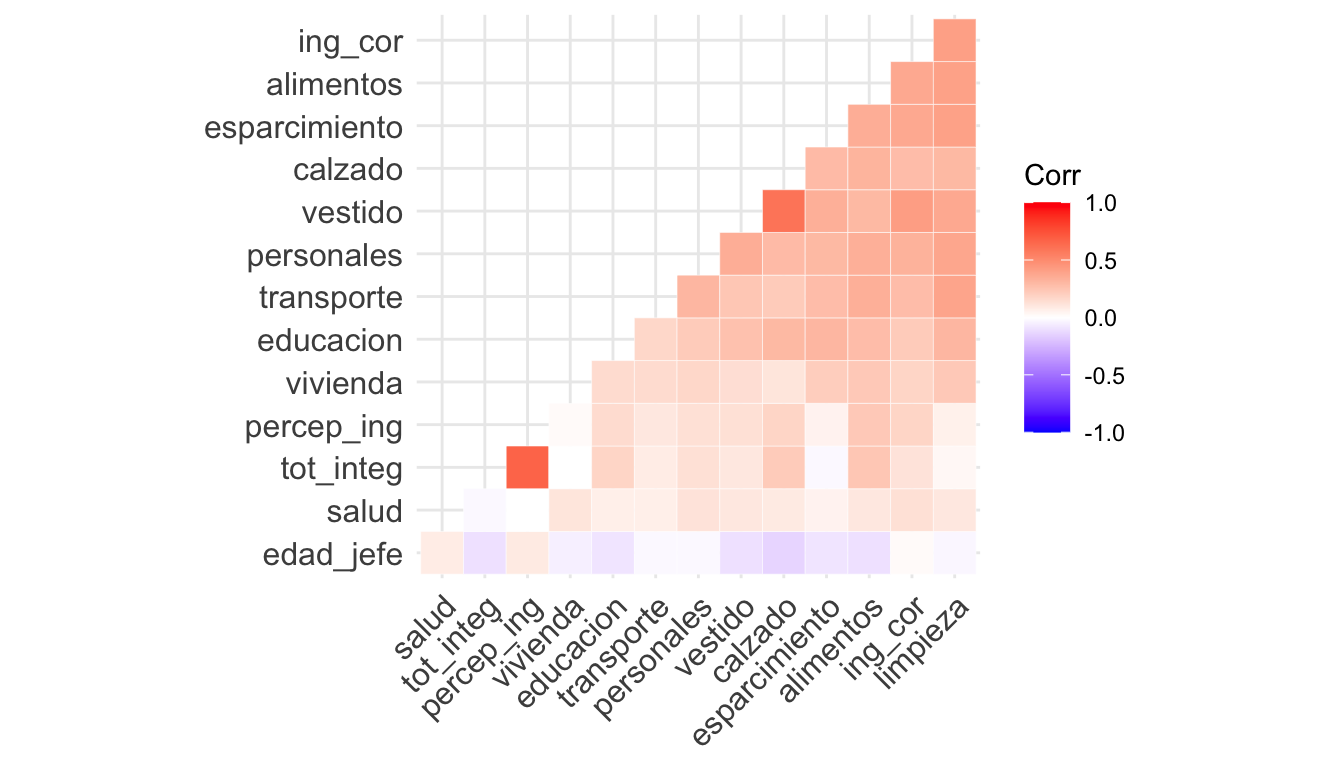 ing_cor
alimentos
esparcimiento
calzado
vestido
personales
transporte
educacion
vivienda
percep_ing
tot_integ
salud
edad_jefe
salud
tot_integ
percep_ing
vivienda
educacion
transporte
personales
vestido
calzado
esparcimiento
alimentos
ing_cor
limpieza
Corr
1.0
0.5
0.0
-0.5
-1.0